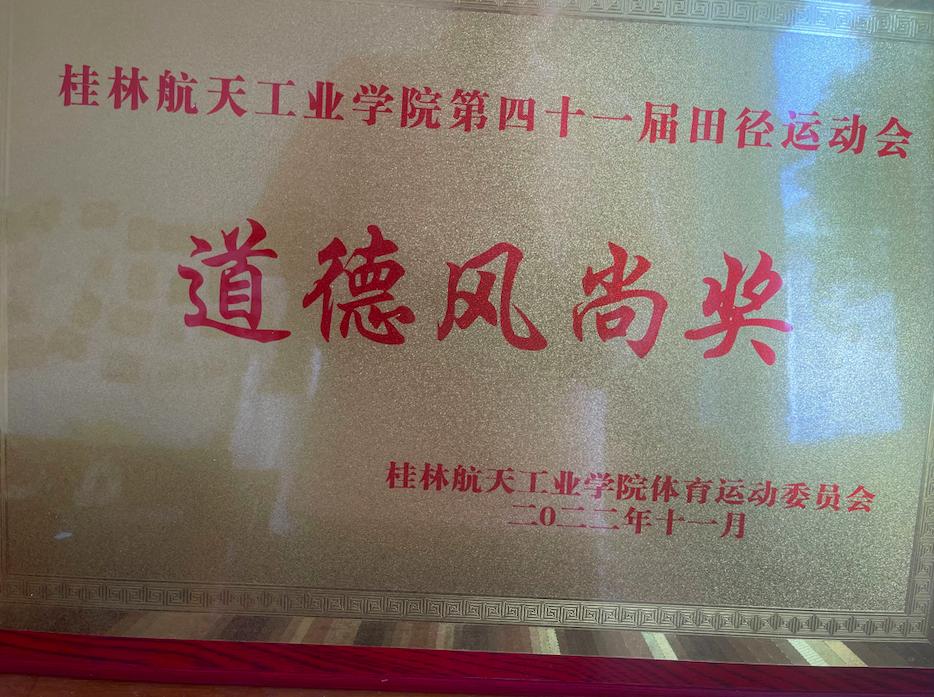 桂林航天工业学院第四十一届田径运动会
道德风尚奖
桂林航天工业学院体育运动委员会
二0二二年十一月